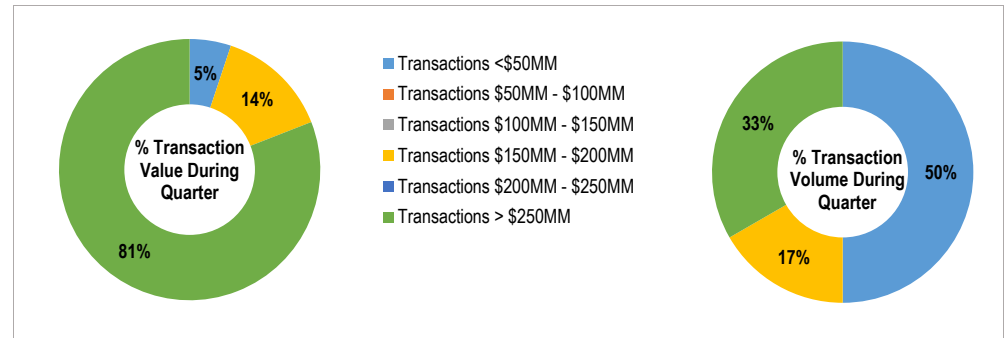 5%
14%
% Transaction
Value During
Quarter
81%
Transactions <$50MM
Transactions $50MM - $100MM
Transactions $100MM - $150MM
Transactions $150MM - $200MM
Transactions $200MM - $250MM
Transactions > $250MM
33%
% Transaction
Volume During
Quarter
50%
17%